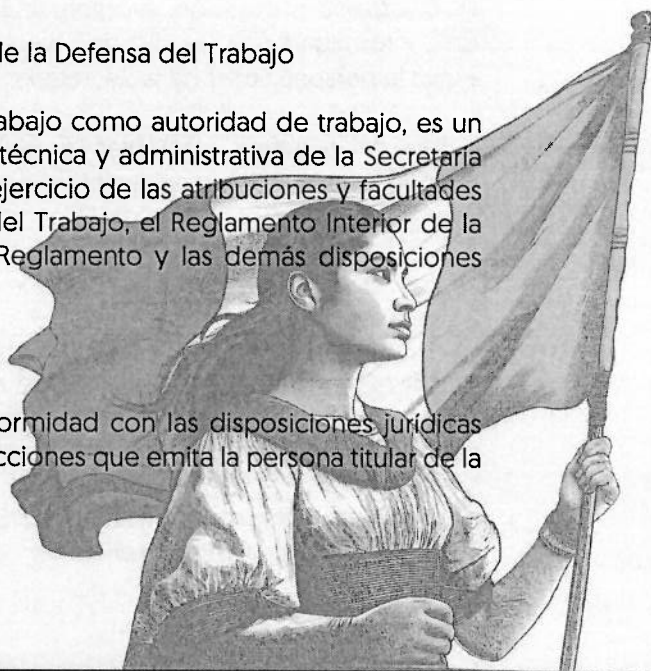 de la Defensa del Trabajo
abajo como autoridad de trabajo, es un
técnica y administrativa de la Secretaría
ejercicio de las atribuciones y facultades
del Trabajo, el Reglamento Interior de la
Reglamento y las demás disposiciones
ormidad con las disposiciones jurídicas
cciones que emita la persona titular de la